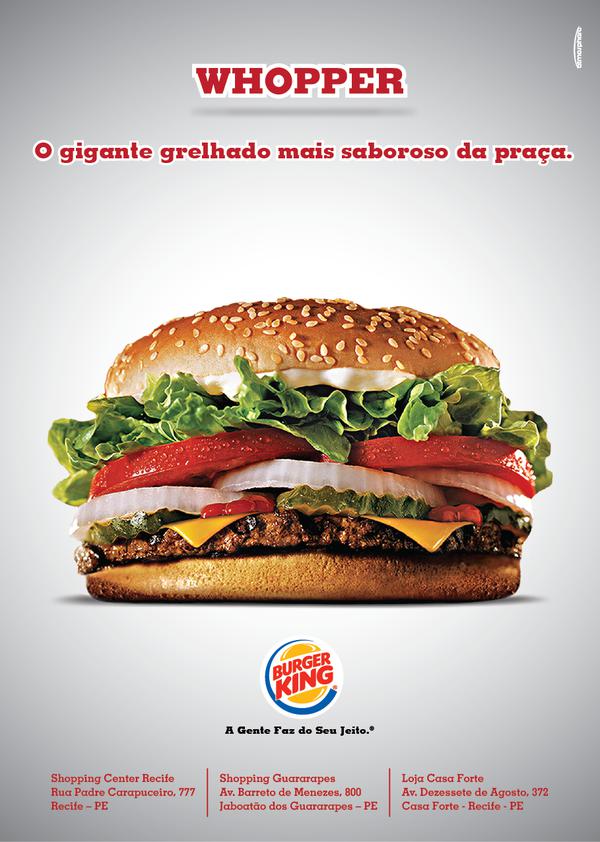 dimosphare
WHOPPER
O gigante grelhado mais saboroso da praça.
BURGER
KING®
A Gente Faz do Seu Jeito.®
Shopping Center Recife
Rua Padre Carapuceiro, 777
Recife – PE
Shopping Guararapes
Av. Barreto de Menezes, 800
Jaboatão dos Guararapes – PE
Loja Casa Forte
Av. Dezessete de Agosto, 372
Casa Forte - Recife - PE